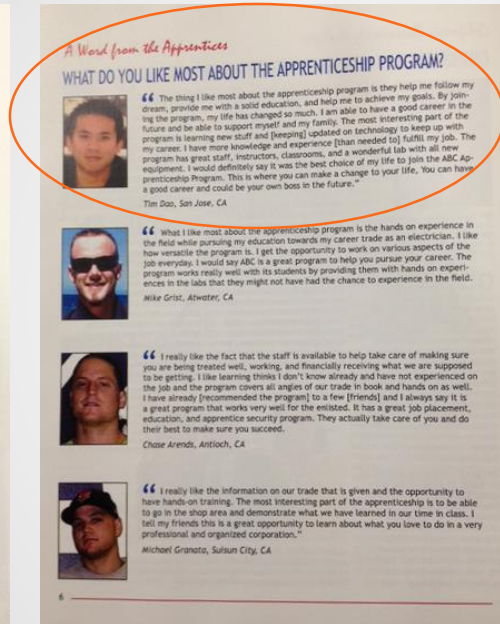 A Word from the Apprentices
WHAT DO YOU LIKE MOST ABOUT THE APPRENTICESHIP PROGRAM?
“ The thing I like most about the apprenticeship program is they help me follow my
dream, provide me with a solid education, and help me to achieve my goals. By join-
ing the program, my life has changed so much. I am able to have a good career in the
future and be able to support myself and my family. The most interesting part of the
program is learning new stuff and [keeping] updated on technology to keep up with
my career. I have more knowledge and experience [than needed to] fulfill my job. The
program has great staff, instructors, classrooms, and a wonderful lab with all new
equipment. I would definitely say it was the best choice of my life to join the ABC Ap-
prenticeship Program. This is where you can make a change to your life, You can have
a good career and could be your own boss in the future.”
Tim Dao, San Jose, CA
“ What I like most about the apprenticeship program is the hands on experience in
the field while pursuing my education towards my career trade as an electrician. I like
how versatile the program is. I get the opportunity to work on various aspects of the
job everyday. I would say ABC is a great program to help you pursue your career. The
program works really well with its students by providing them with hands on experi-
ences in the labs that they might not have had the chance to experience in the field.
Mike Grist, Atwater, CA
“ I really like the fact that the staff is available to help take care of making sure
you are being treated well, working, and financially receiving what we are supposed
to be getting. I like learning thinks I don't know already and have not experienced on
the job and the program covers all angles of our trade in book and hands on as well.
I have already [recommended the program] to a few [friends] and I always say it is
a great program that works very well for the enlisted. It has a great job placement,
education, and apprentice security program. They actually take care of you and do
their best to make sure you succeed.
Chase Arends, Antioch, CA
“ I really like the information on our trade that is given and the opportunity to
have hands-on training. The most interesting part of the apprenticeship is to be able
to go in the shop area and demonstrate what we have learned in our time in class. I
tell my friends this is a great opportunity to learn about what you love to do in a very
professional and organized corporation.”
Michael Granata, Suisun City, CA
6